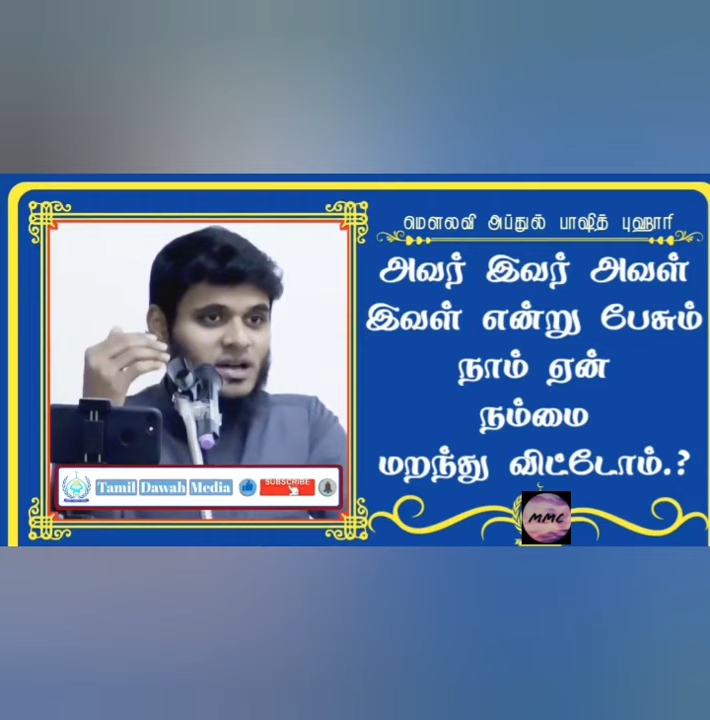 மௌலவி அப்துல் பாஷித் புஹாரி
அவர் இவர் அவள்
இவள் என்று பேசும்
நாம் ஏன்
நம்மை
மறந்து விட்டோம்.?
Tamil Dawah Media
SUBSCRIBE
MMC